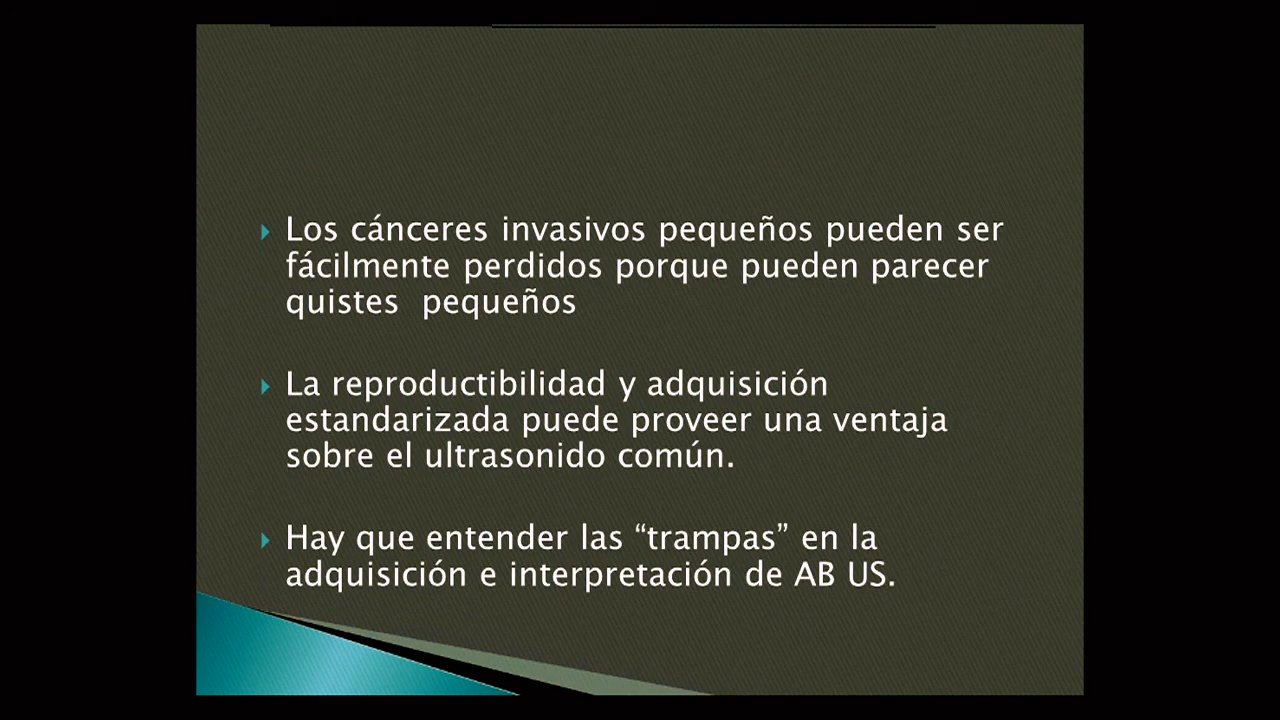 Los cánceres invasivos pequeños pueden ser
fácilmente perdidos porque pueden parecer
quistes  pequeños
La reproductibilidad y adquisición
estandarizada puede proveer una ventaja
sobre el ultrasonido común.
Hay que entender las “trampas” en la
adquisición e interpretación de AB US.